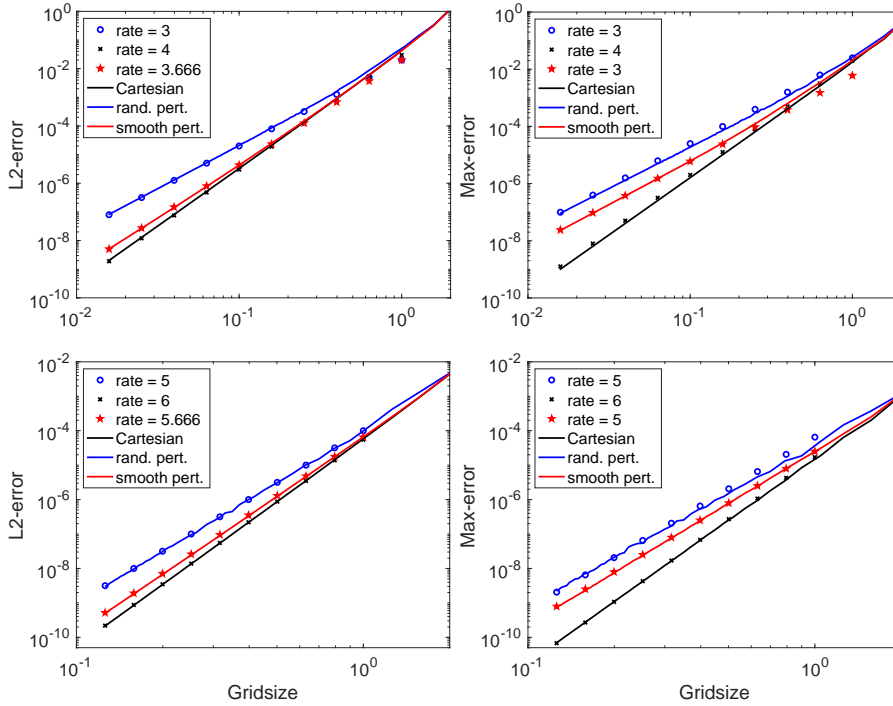 10^0
10^-2
10^-4
10^-6
10^-8
10^-10
L2-error
rate = 3
rate = 4
rate = 3.666
Cartesian
rand. pert.
smooth pert.
10^-2
10^-1
10^0
10^0
10^-2
10^-4
10^-6
10^-8
10^-10
Max-error
rate = 3
rate = 4
rate = 3
Cartesian
rand. pert.
smooth pert.
10^-2
10^-1
10^0
10^-2
10^-4
10^-6
10^-8
10^-10
L2-error
rate = 5
rate = 6
rate = 5.666
Cartesian
rand. pert.
smooth pert.
10^-1
10^0
Gridsize
10^-2
10^-4
10^-6
10^-8
10^-10
Max-error
rate = 5
rate = 6
rate = 5
Cartesian
rand. pert.
smooth pert.
10^-1
10^0
Gridsize